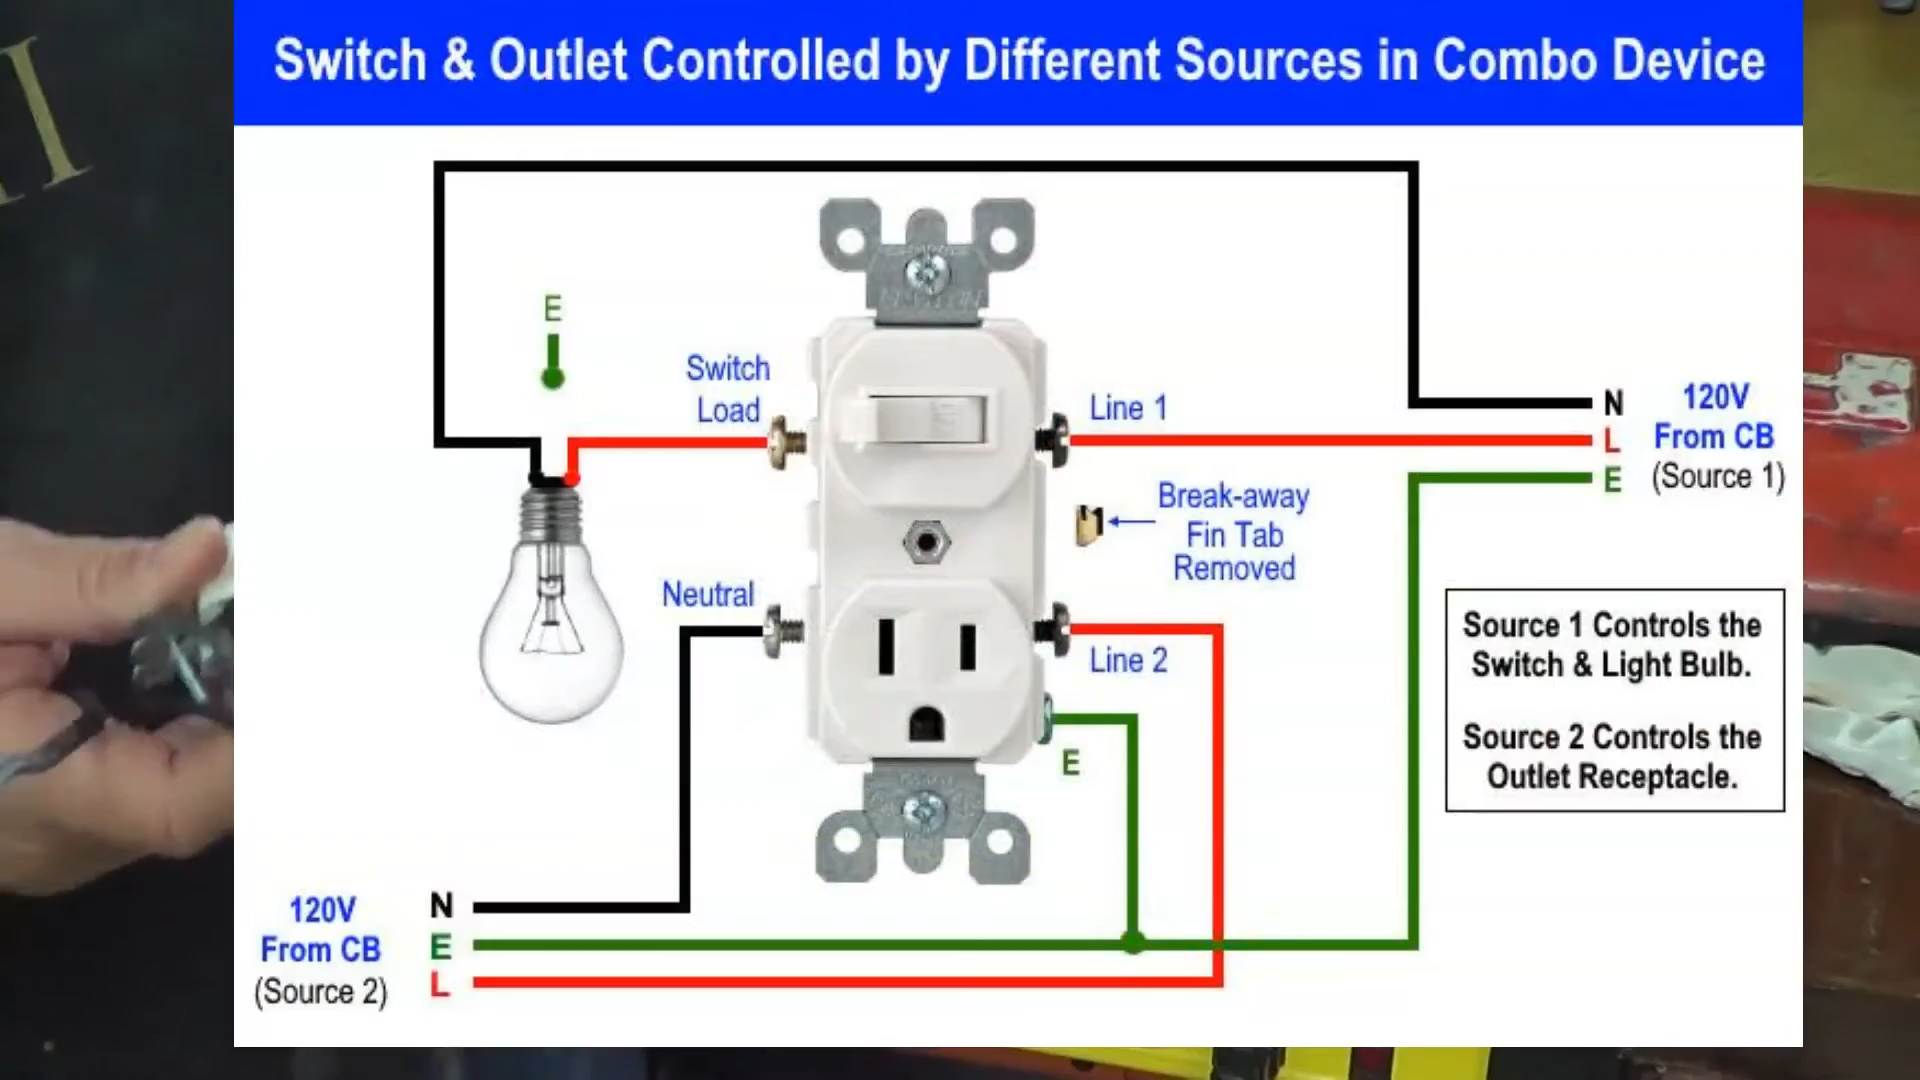 Switch & Outlet Controlled by Different Sources in Combo Device
E
Switch
Load
Line 1
N
L
E
120V
From CB
(Source 1)
Break-away
Fin Tab
Removed
Neutral
Line 2
E
Source 1 Controls the
Switch & Light Bulb.
Source 2 Controls the
Outlet Receptacle.
120V
From CB
(Source 2)
N
E
L